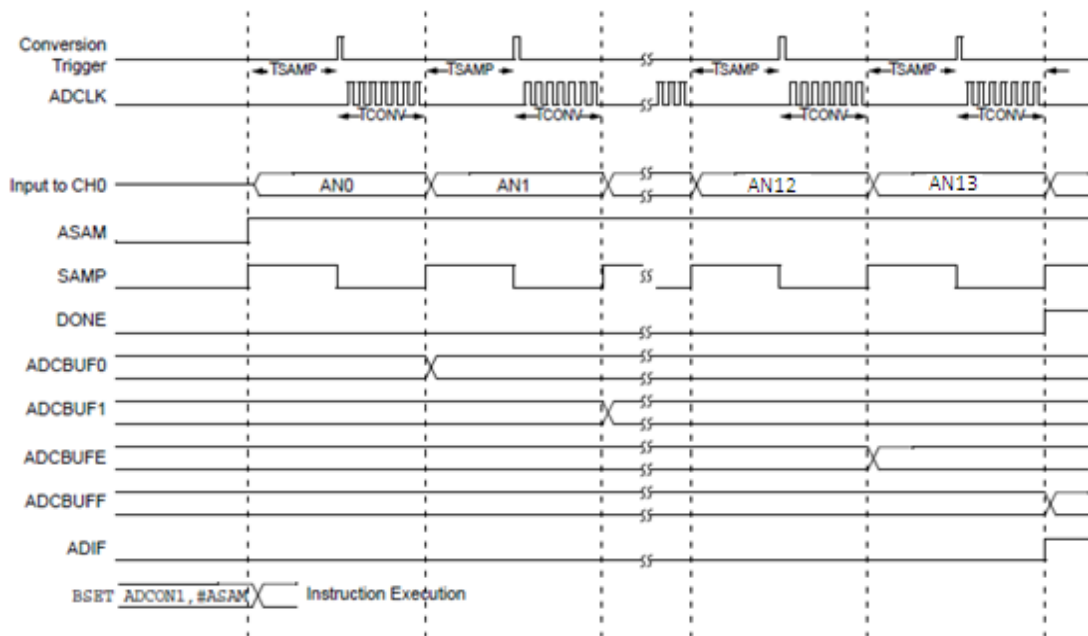 Conversion
Trigger
TSAMP TSAMP TSAMP TSAMP
ADCLK
TCONV TCONV TCONV TCONV
Input to CH0 AN0 AN1 AN12 AN13
ASAM
SAMP
DONE
ADCBUF0
ADCBUF1
ADCBUFE
ADCBUFF
ADIF
BSET ADCON1,#ASAM Instruction Execution